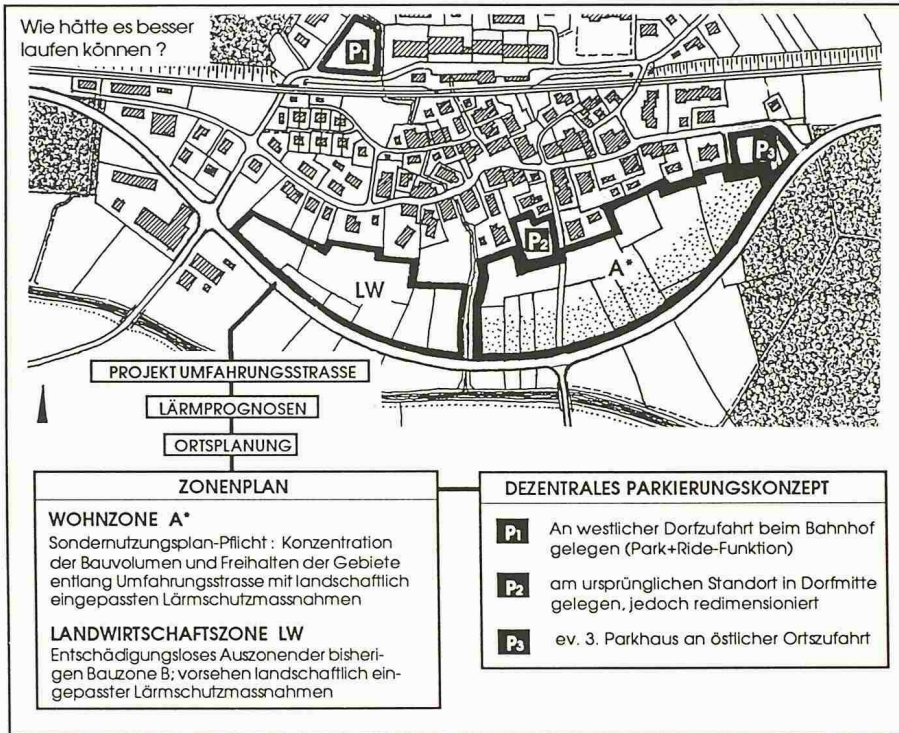 Wie hätte es besser
laufen können ?
P1
P3
P2
A*
LW
PROJEKT UMFAHRUNGSSTRASSE
LÄRMPROGNOSEN
ORTSPLANUNG
ZONENPLAN
WOHNZONE A*
Sondernutzungsplan-Pflicht : Konzentration
der Bauvolumen und Freihalten der Gebiete
entlang Umfahrungsstrasse mit landschaftlich
eingepassten Lärmschutzmassnahmen
LANDWIRTSCHAFTSZONE LW
Entschädigungsloses Auszonen der bisheri-
gen Bauzone B; vorsehen landschaftlich ein-
gepasster Lärmschutzmassnahmen
DEZENTRALES PARKIERUNGSKONZEPT
P1 An westlicher Dorfzufahrt beim Bahnhof
gelegen (Park+Ride-Funktion)
P2 am ursprünglichen Standort in Dorfmitte
gelegen, jedoch redimensioniert
P3 ev. 3. Parkhaus an östlicher Ortszufahrt